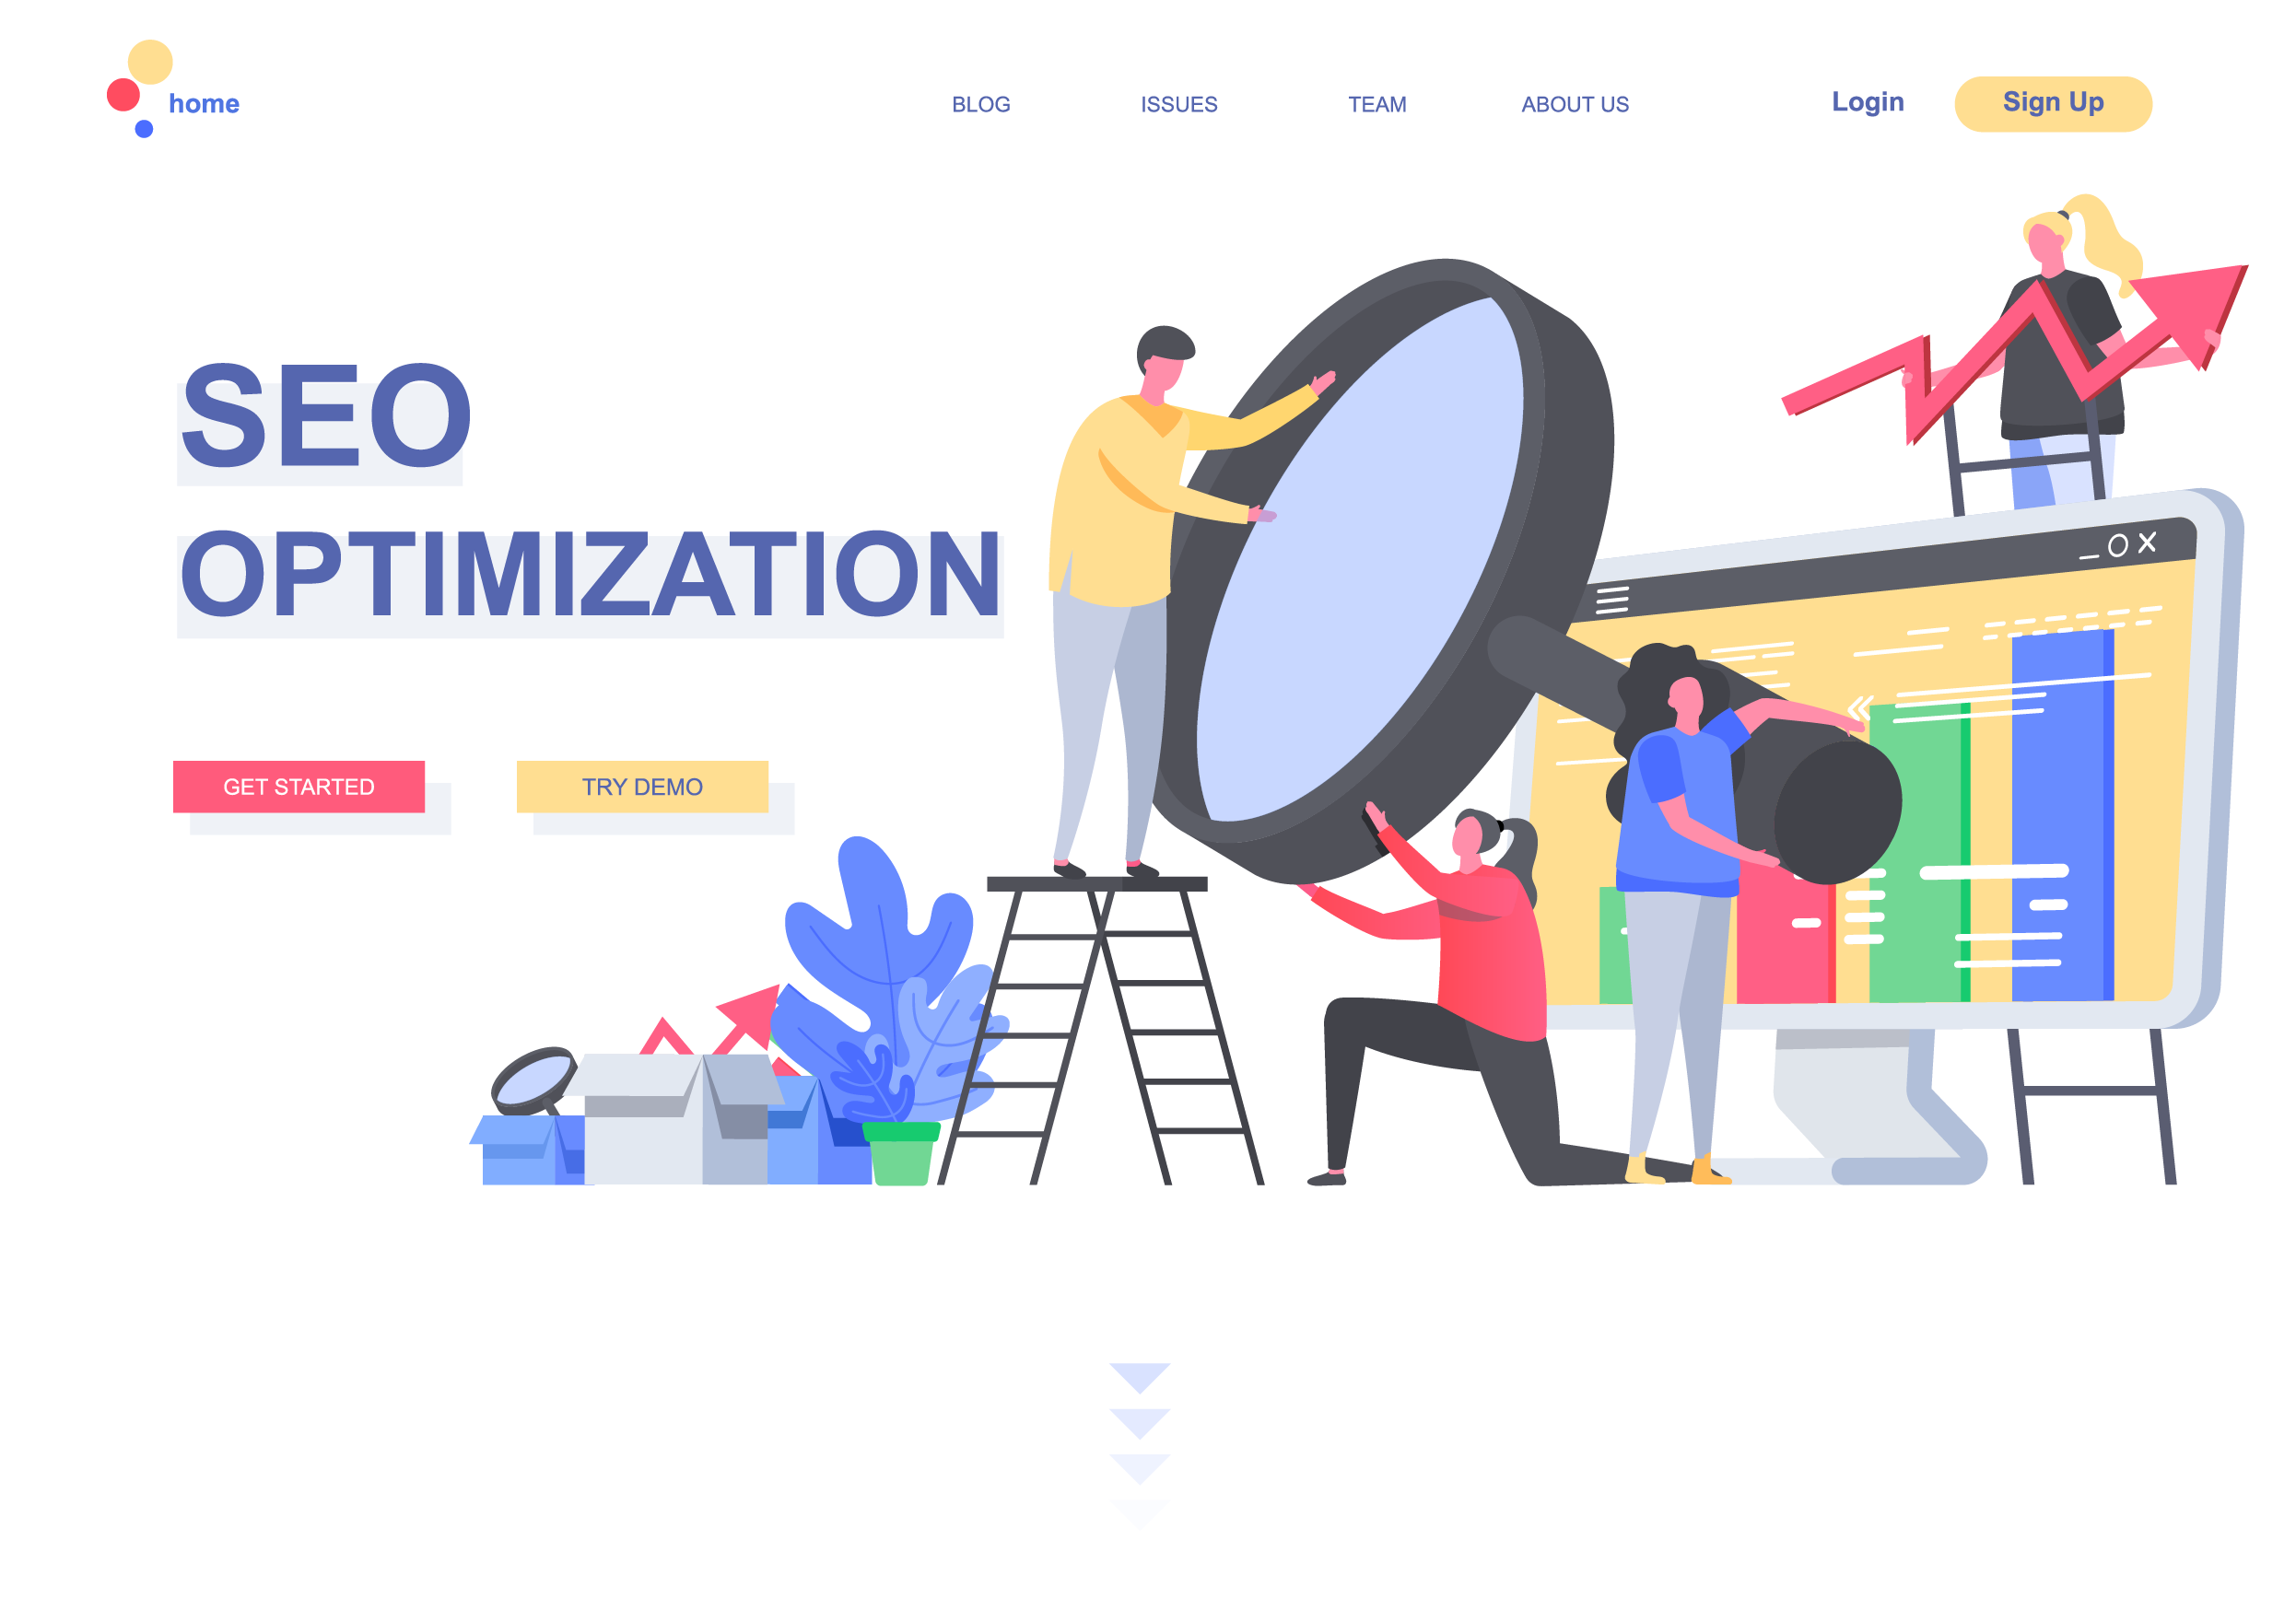 home
BLOG ISSUES TEAM ABOUT US Login Sign Up
SEO
OPTIMIZATION
GET STARTED TRY DEMO